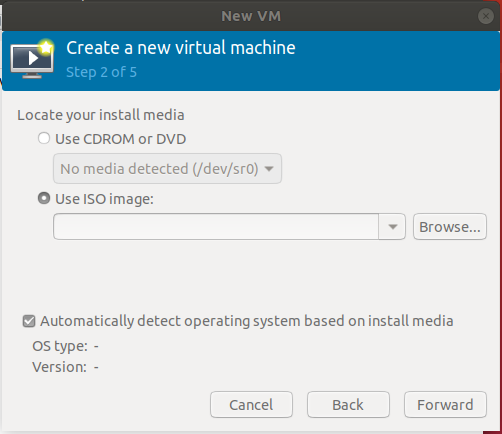 New VM
Create a new virtual machine
Step 2 of 5
Locate your install media
Use CDROM or DVD
No media detected (/dev/sr0)
Use ISO image:
Browse...
Automatically detect operating system based on install media
OS type: -
Version: -
Cancel Back Forward